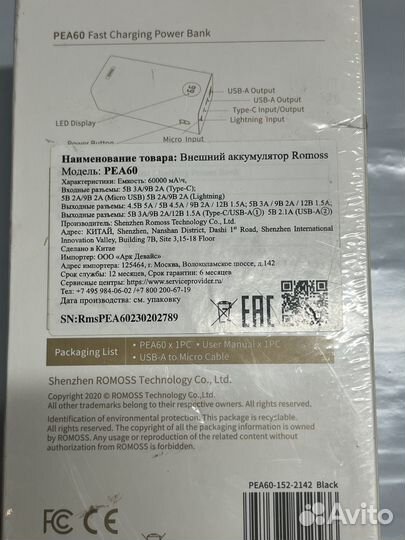 PEA60 Fast Charging Power Bank
USB-A Output
USB-A Output
Type-C Input/Output
Lightning Input
LED Display
Micro Input
Power Button
Наименование товара: Внешний аккумулятор Romoss
Модель: PEA60
Характеристики: Емкость: 60000 мА\ч,
Входные разъемы: 5В 3А/9В 2А (Type-C);
5В 2А/9В 2А (Micro USB) 5В 2А/9В 2А (Lightning)
Выходные разъемы: 4.5В 5А / 5В 4.5А / 9В 2А / 12В 1.5А; 5В 3А / 9В 2А / 12В 1.5А;
Выходные разъемы: 5В 3А/9В 2А/12В 1.5А (Type-C/USB-A①) 5В 2.1А (USB-A②)
Производитель: Shenzhen Romoss Technology Co., Ltd
Адрес: КИТАЙ, Shenzhen, Nanshan District, Dashi 1st Road, Shenzhen International
Innovation Valley, Building 7B, Site 3,15-18 Floor
Сделано в Китае
Импортер: ООО «Арк Девайс»
Адрес импортера: 125464, г. Москва, Волоколамское шоссе, д.142
Срок службы: 12 месяцев, Срок гарантии: 6 месяцев
Сервисные центры: https://www.serviceprovider.ru
Тел: +7 495 984-06-02 /+7 800 200-67-19
Дата производства: см. упаковку
SN:RmsPEA60230202789
EAC
Packaging List
• PEA60 x 1PC • User Manual x 1PC
• USB-A to Micro Cable
Shenzhen ROMOSS Technology Co., Ltd.
Copyright 2020 © ROMOSS Technology Co., Ltd.
All other trademarks belong to their respective owners. All rights reserved.
Identification of environmental protection: This package is recyclable.
All of the copyright of the packaging is owned by
ROMOSS. Any usage or reproduction of the related content without permission
from ROMOSS is forbidden.
PEA60-152-2142 Black
FC CE
Avito